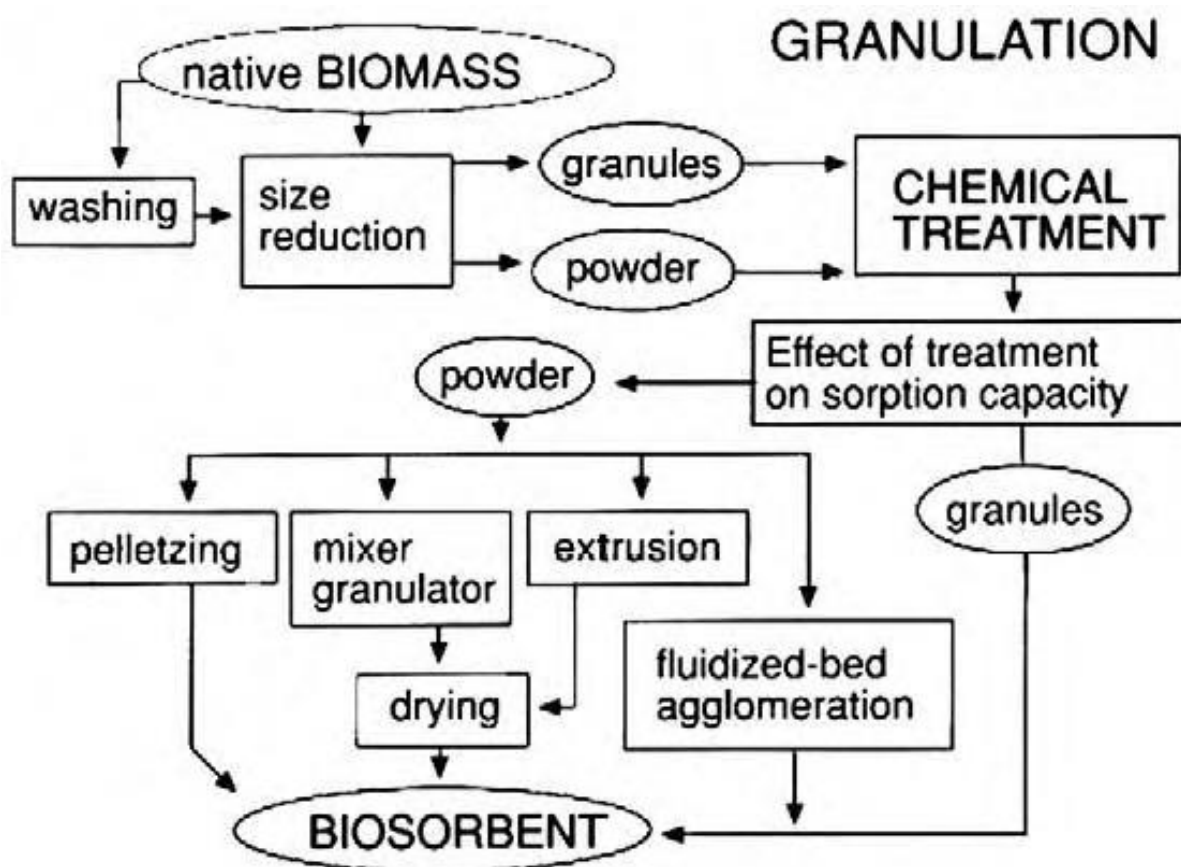 GRANULATION
native BIOMASS
washing
size
reduction
granules
powder
CHEMICAL
TREATMENT
Effect of treatment
on sorption capacity
powder
granules
pelletzing
mixer
granulator
extrusion
fluidized-bed
agglomeration
drying
BIOSORBENT